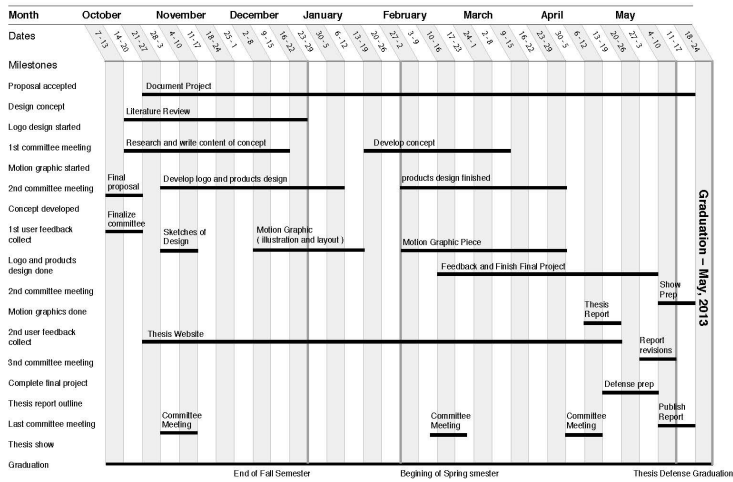 Month October November December January February March April May
Dates 7 - 13 14 - 20 21 - 27 28 - 3 4 - 10 11 - 17 18 - 24 25 - 1 2 - 8 9 - 15 16 - 22 23 - 29 30 - 5 6 - 12 13 - 19 20 - 26 27 - 2 3 - 9 10 - 16 17 - 23 24 - 1 2 - 8 9 - 15 16 - 22 23 - 29 30 - 5 6 - 12 13 - 19 20 - 26 27 - 3 4 - 10 11 - 17 18 - 24
Milestones
Proposal accepted Document Project
Design concept
Literature Review
Logo design started
1st committee meeting Research and write content of concept Develop concept
Motion graphic started
Final
proposal
2nd committee meeting Develop logo and products design products design finished
Concept developed
Finalize
committee
1st user feedback
collect
Sketches of
Design
Motion Graphic
( illustration and layout )
Motion Graphic Piece
Logo and products
design done
Feedback and Finish Final Project
2nd committee meeting
Show
Prep
Motion graphics done
Thesis
Report
2nd user feedback
collect
Thesis Website
Report
revisions
3nd committee meeting
Complete final project Defense prep
Thesis report outline
Publish
Report
Last committee meeting
Committee
Meeting
Committee
Meeting
Committee
Meeting
Thesis show
Graduation
End of Fall Semester Begining of Spring smester Thesis Defense Graduation
Graduation – May, 2013